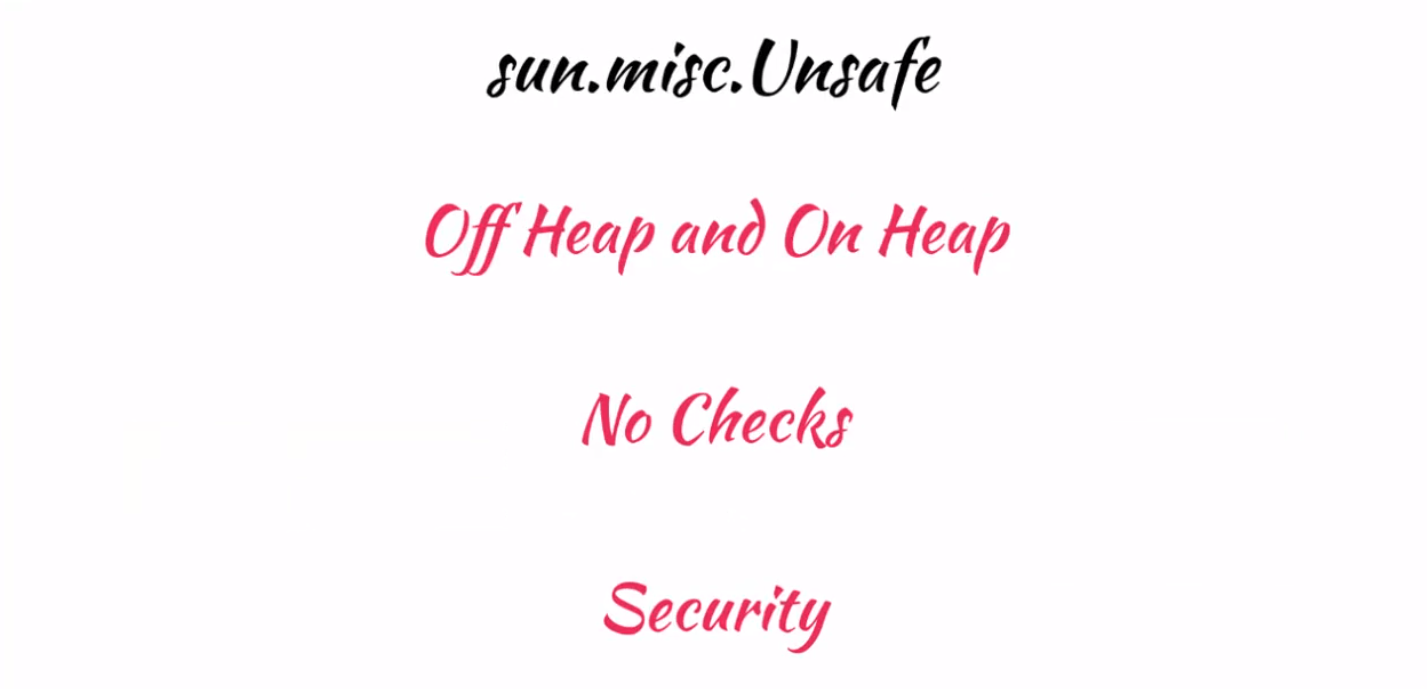 sun.misc.Unsafe
Off Heap and On Heap
No Checks
Security